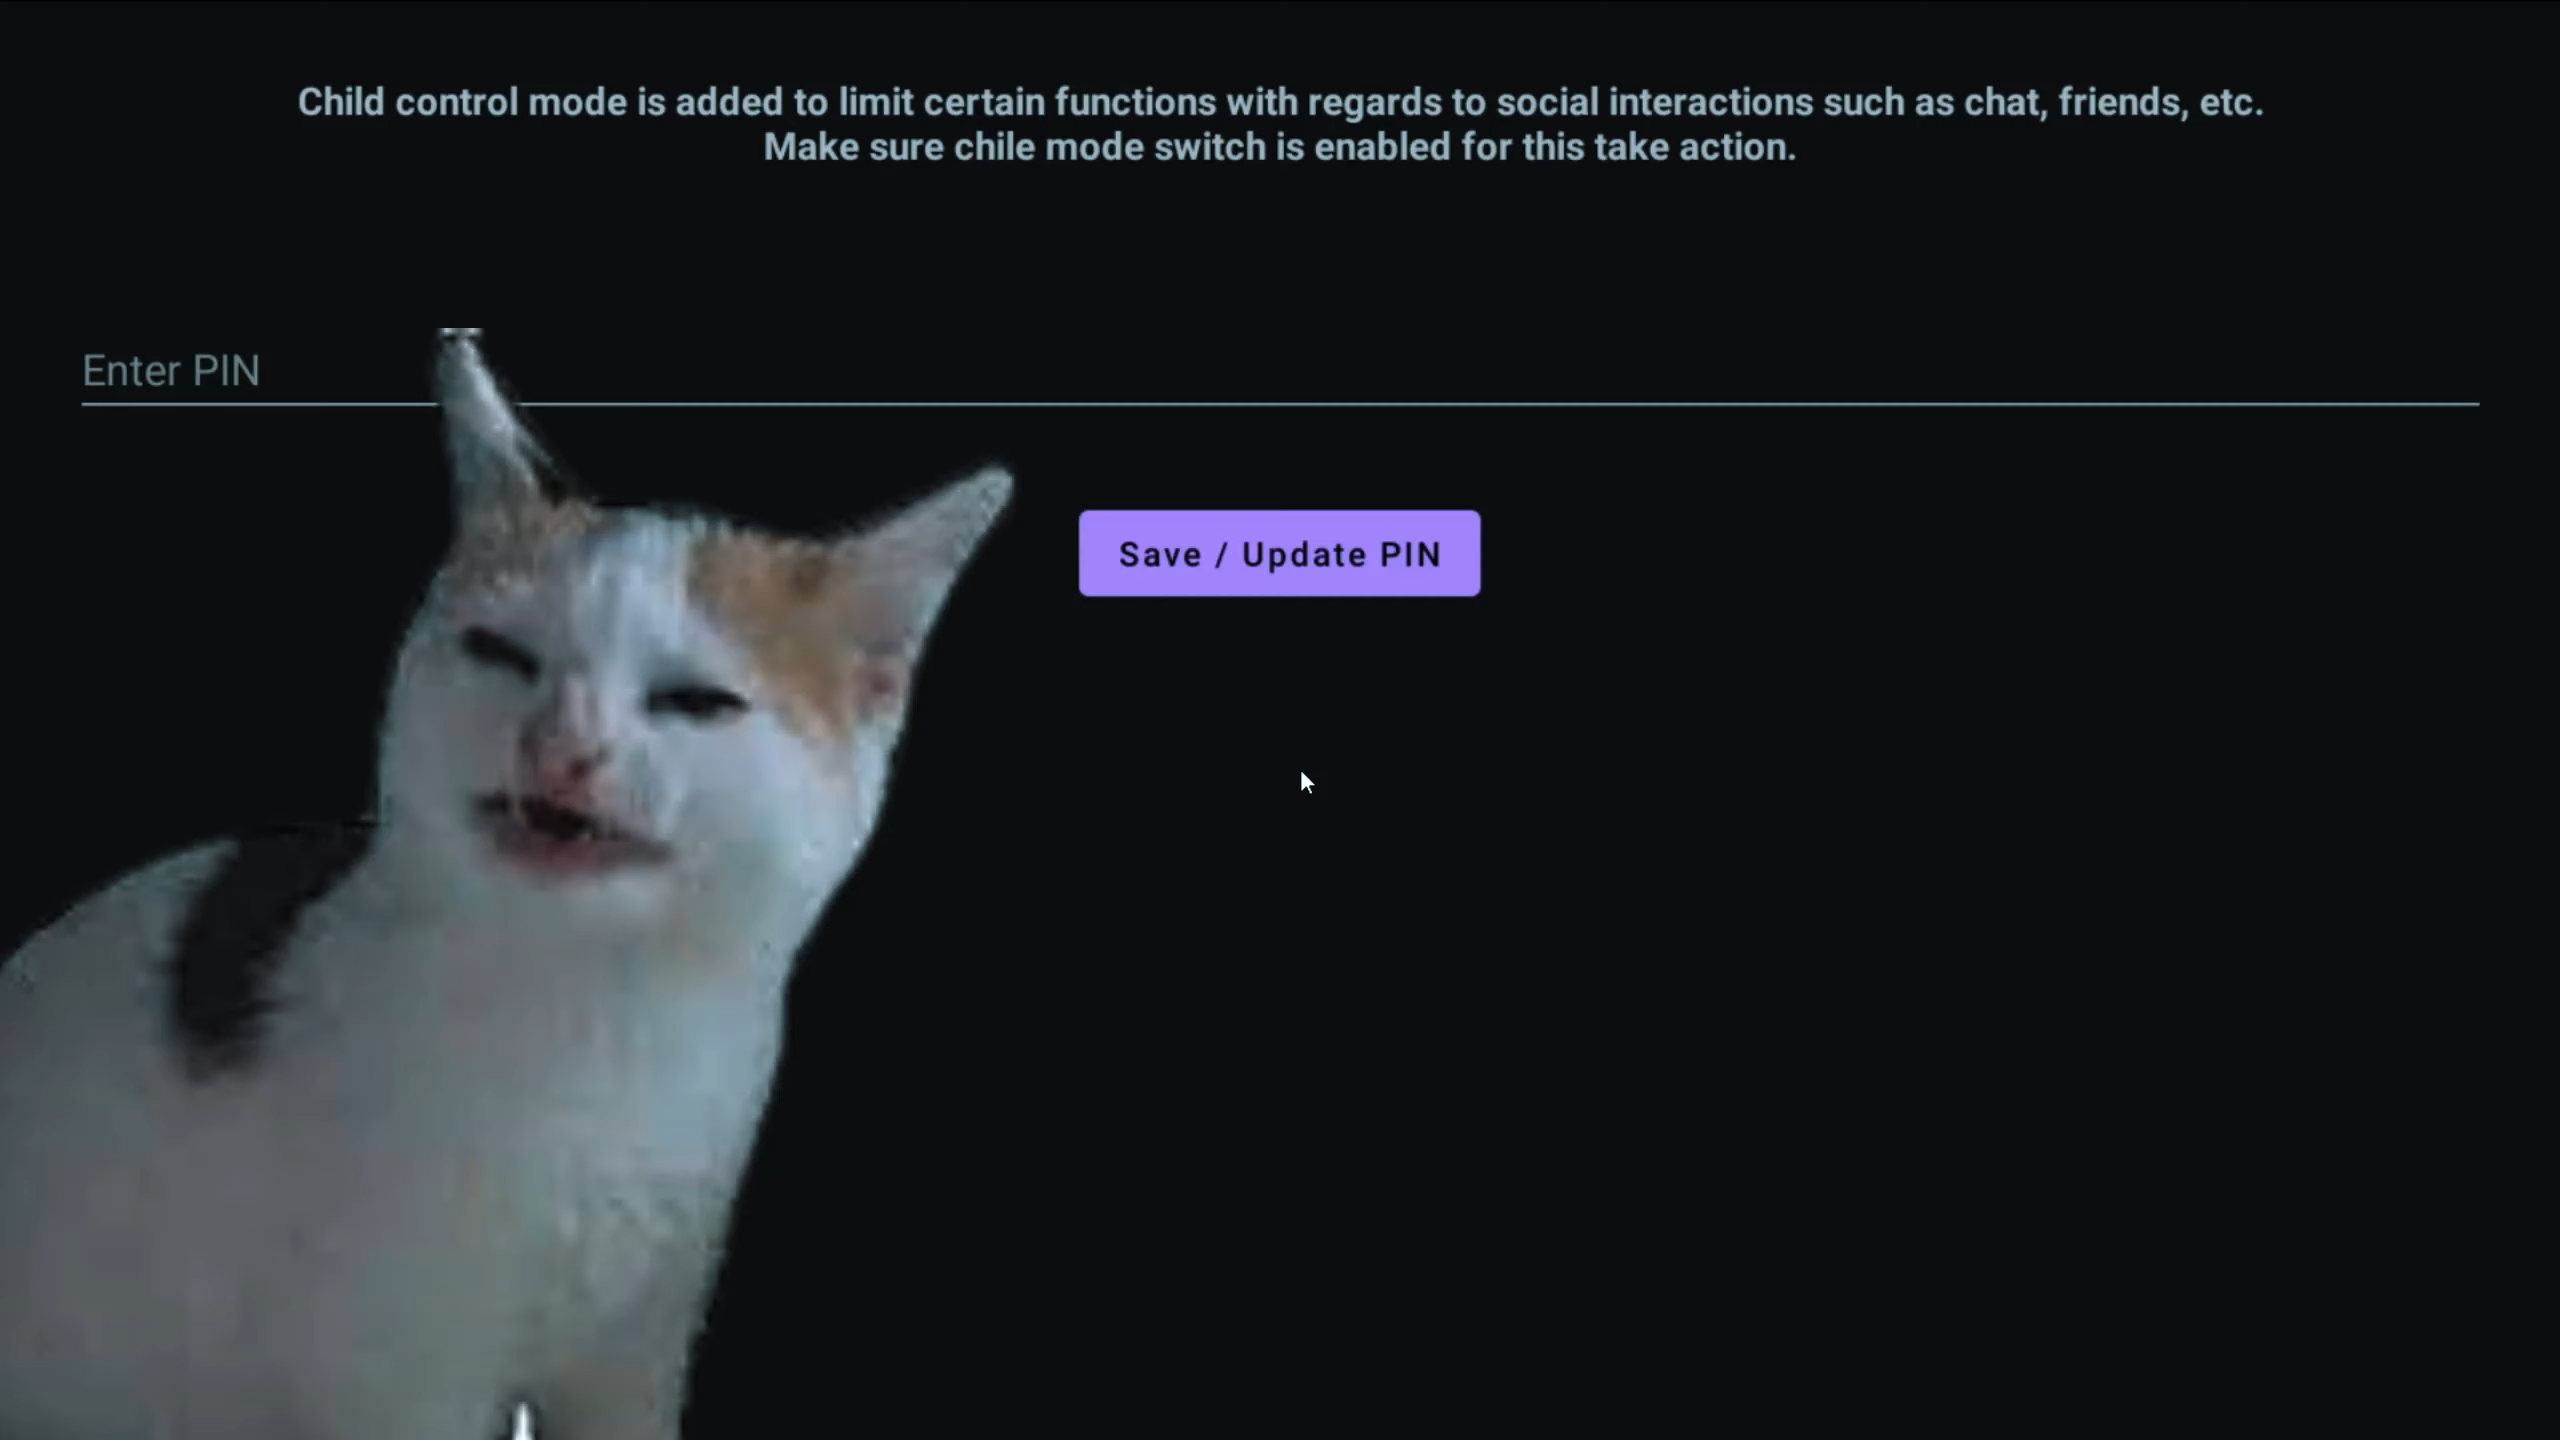 Child control mode is added to limit certain functions with regards to social interactions such as chat, friends, etc.
Make sure chile mode switch is enabled for this take action.
Enter PIN
Save / Update PIN